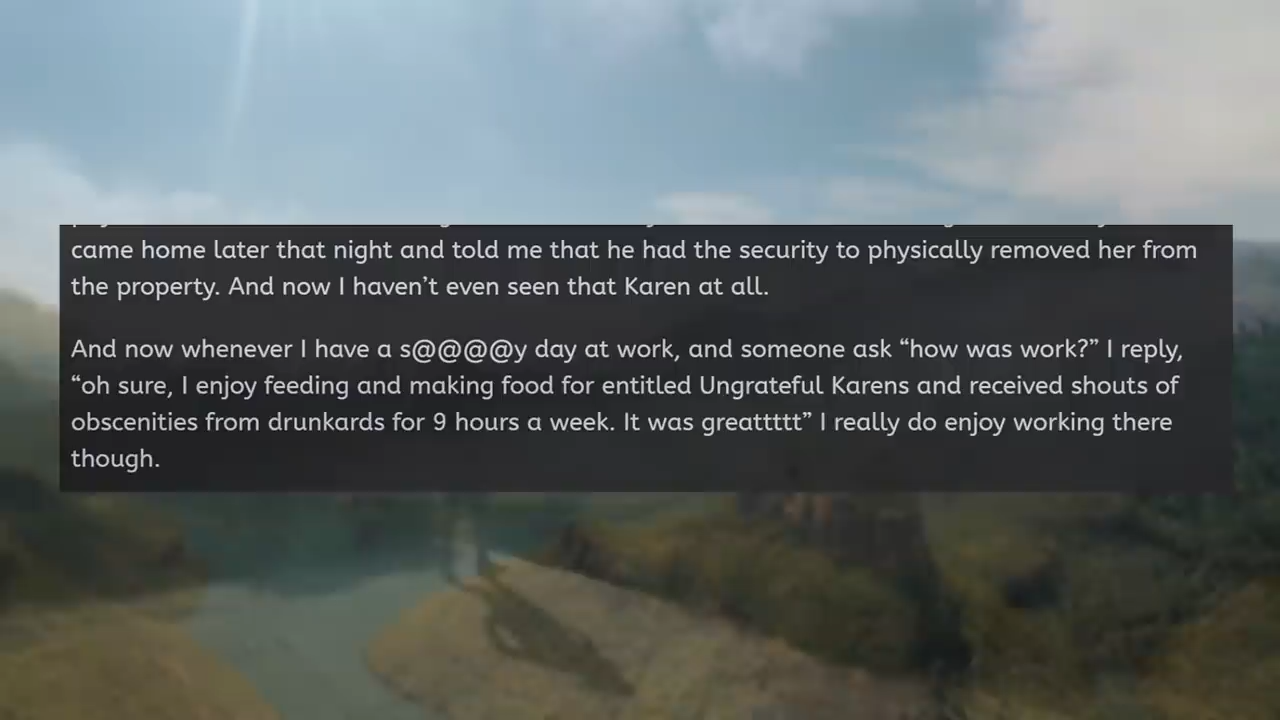 came home later that night and told me that he had the security to physically removed her from
the property. And now I haven’t even seen that Karen at all.
And now whenever I have a s@@@@y day at work, and someone ask “how was work?” I reply,
“oh sure, I enjoy feeding and making food for entitled Ungrateful Karens and received shouts of
obscenities from drunkards for 9 hours a week. It was greattttt” I really do enjoy working there
though.